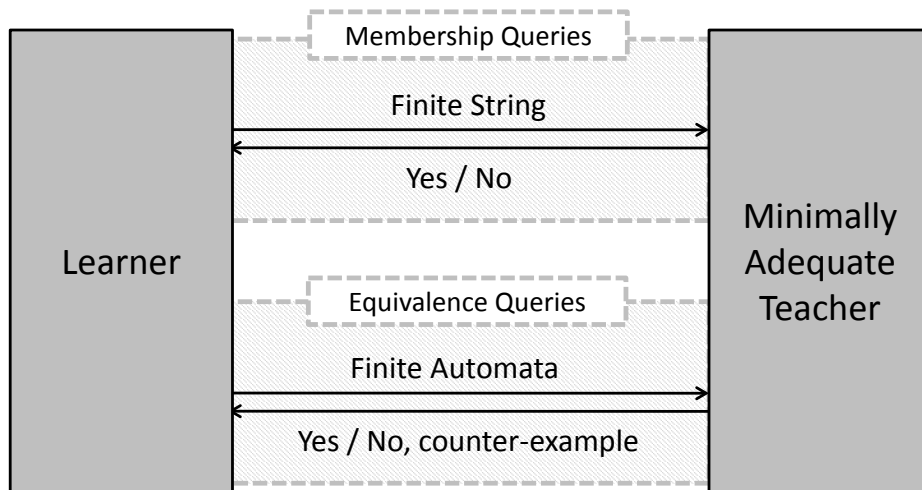 Membership Queries
Finite String
Yes / No
Learner
Minimally
Adequate
Teacher
Equivalence Queries
Finite Automata
Yes / No, counter-example